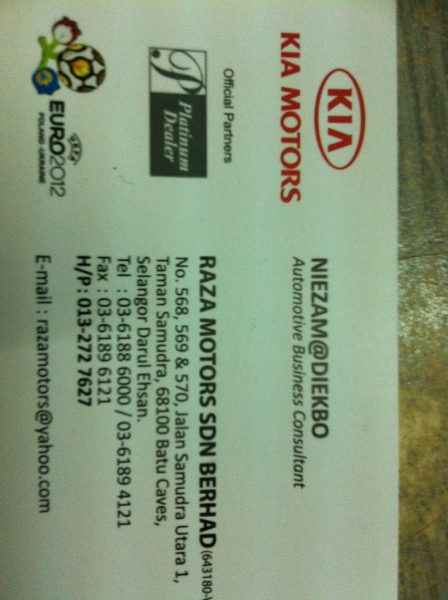 KIA
KIA MOTORS
NIEZAM@DIEKBO
Automotive Business Consultant
Official Partners
P
Platinum
Dealer
UEFA
EURO2012
POLAND-UKRAINE
RAZA MOTORS SDN BERHAD (643180-
No. 568, 569 & 570, Jalan Samudra Utara 1,
Taman Samudra, 68100 Batu Caves,
Selangor Darul Ehsan.
Tel : 03-6188 6000 / 03-6189 4121
Fax : 03-6189 6121
H/P: 013-272 7627
E-mail : razamotors@yahoo.com